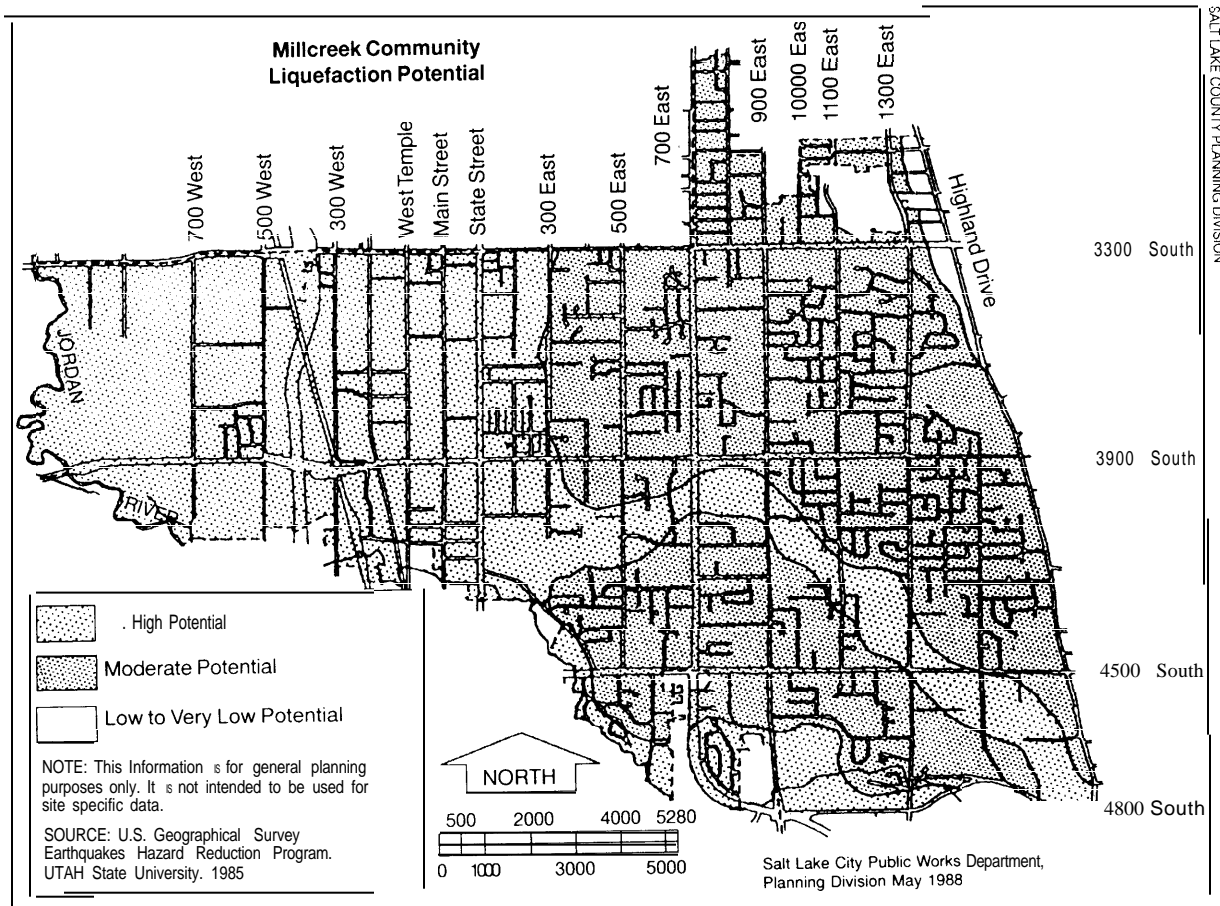 Millcreek Community
Liquefaction Potential
SALT LAKE COUNTY PLANNING DIVISION
700 West
500 West
300 West
West Temple
Main Street
State Street
300 East
500 East
700 East
900 East
10000 Eas
1100 East
1300 East
Highland Drive
3300 South
JORDAN
3900 South
RIVER
. High Potential
Moderate Potential
4500 South
Low to Very Low Potential
NOTE: This Information is for general planning
purposes only. It is not intended to be used for
site specific data.
SOURCE: U.S. Geographical Survey
Earthquakes Hazard Reduction Program.
UTAH State University. 1985
NORTH
4800 South
500 2000 4000 5280
0 1000 3000 5000
Salt Lake City Public Works Department,
Planning Division May 1988